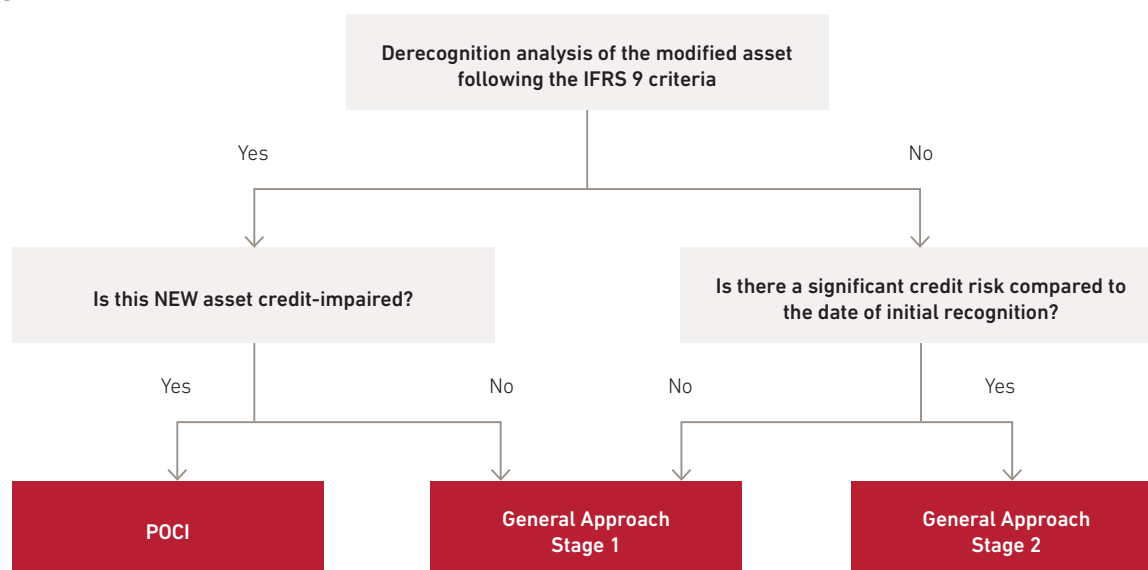 Derecognition analysis of the modified asset
following the IFRS 9 criteria
Yes
No
Is this NEW asset credit-impaired?
Is there a significant credit risk compared to
the date of initial recognition?
Yes
No
No
Yes
POCI
General Approach
Stage 1
General Approach
Stage 2